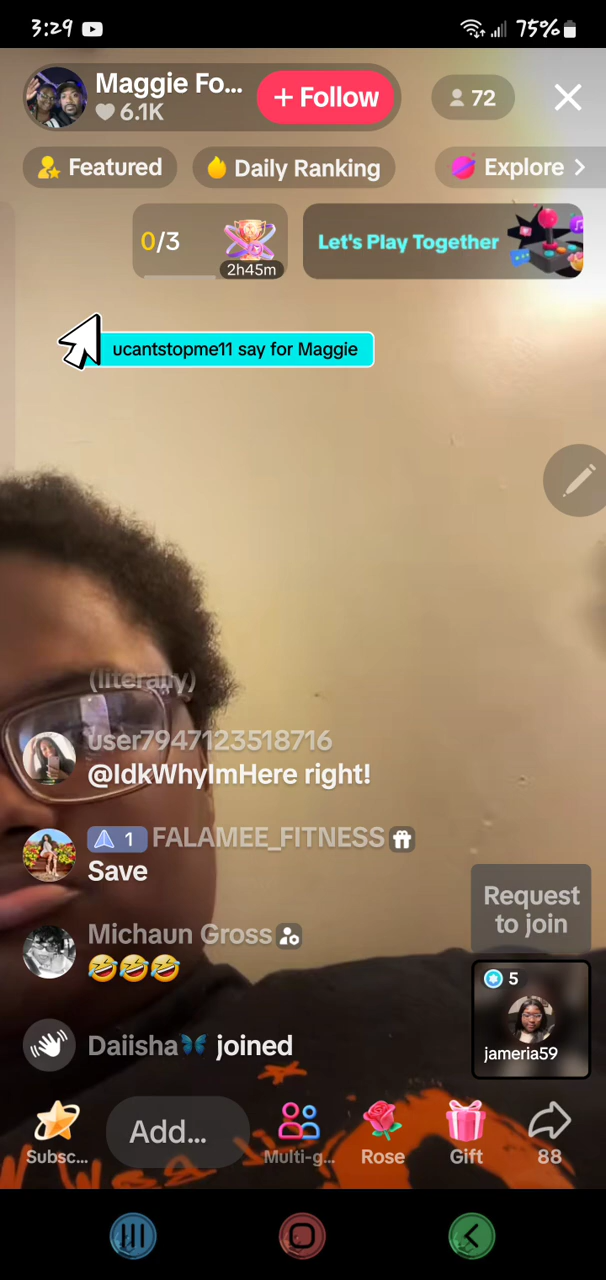 3:29
75%
Maggie Fo...
+ Follow
6.1K
72
Featured
Daily Ranking
Explore
0/3
2h45m
Let's Play Together
ucantstopme11 say for Maggie
(literally)
user7947123518716
@IdkWhyImHere right!
1 FALAMEE_FITNESS
Save
Michaun Gross
🤣🤣🤣
Daiisha🦋 joined
Request
to join
5
jameria59
Add...
Subsc...
Multi-g...
Rose
Gift
88